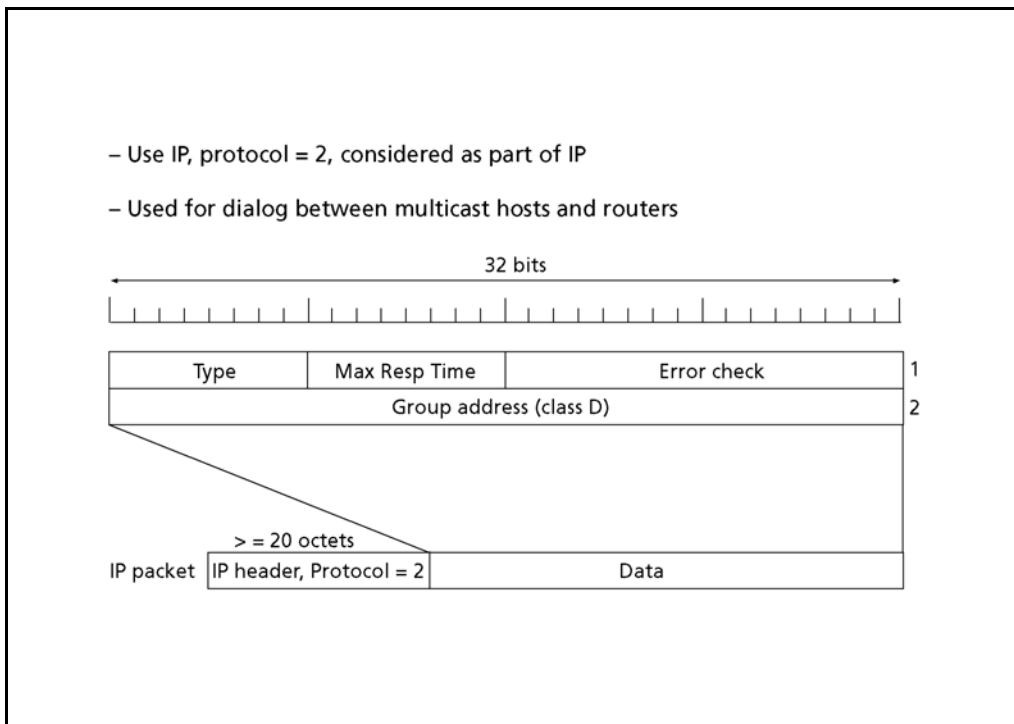 – Use IP, protocol = 2, considered as part of IP
– Used for dialog between multicast hosts and routers
32 bits
Type Max Resp Time Error check 1
Group address (class D) 2
> = 20 octets
IP packet IP header, Protocol = 2 Data